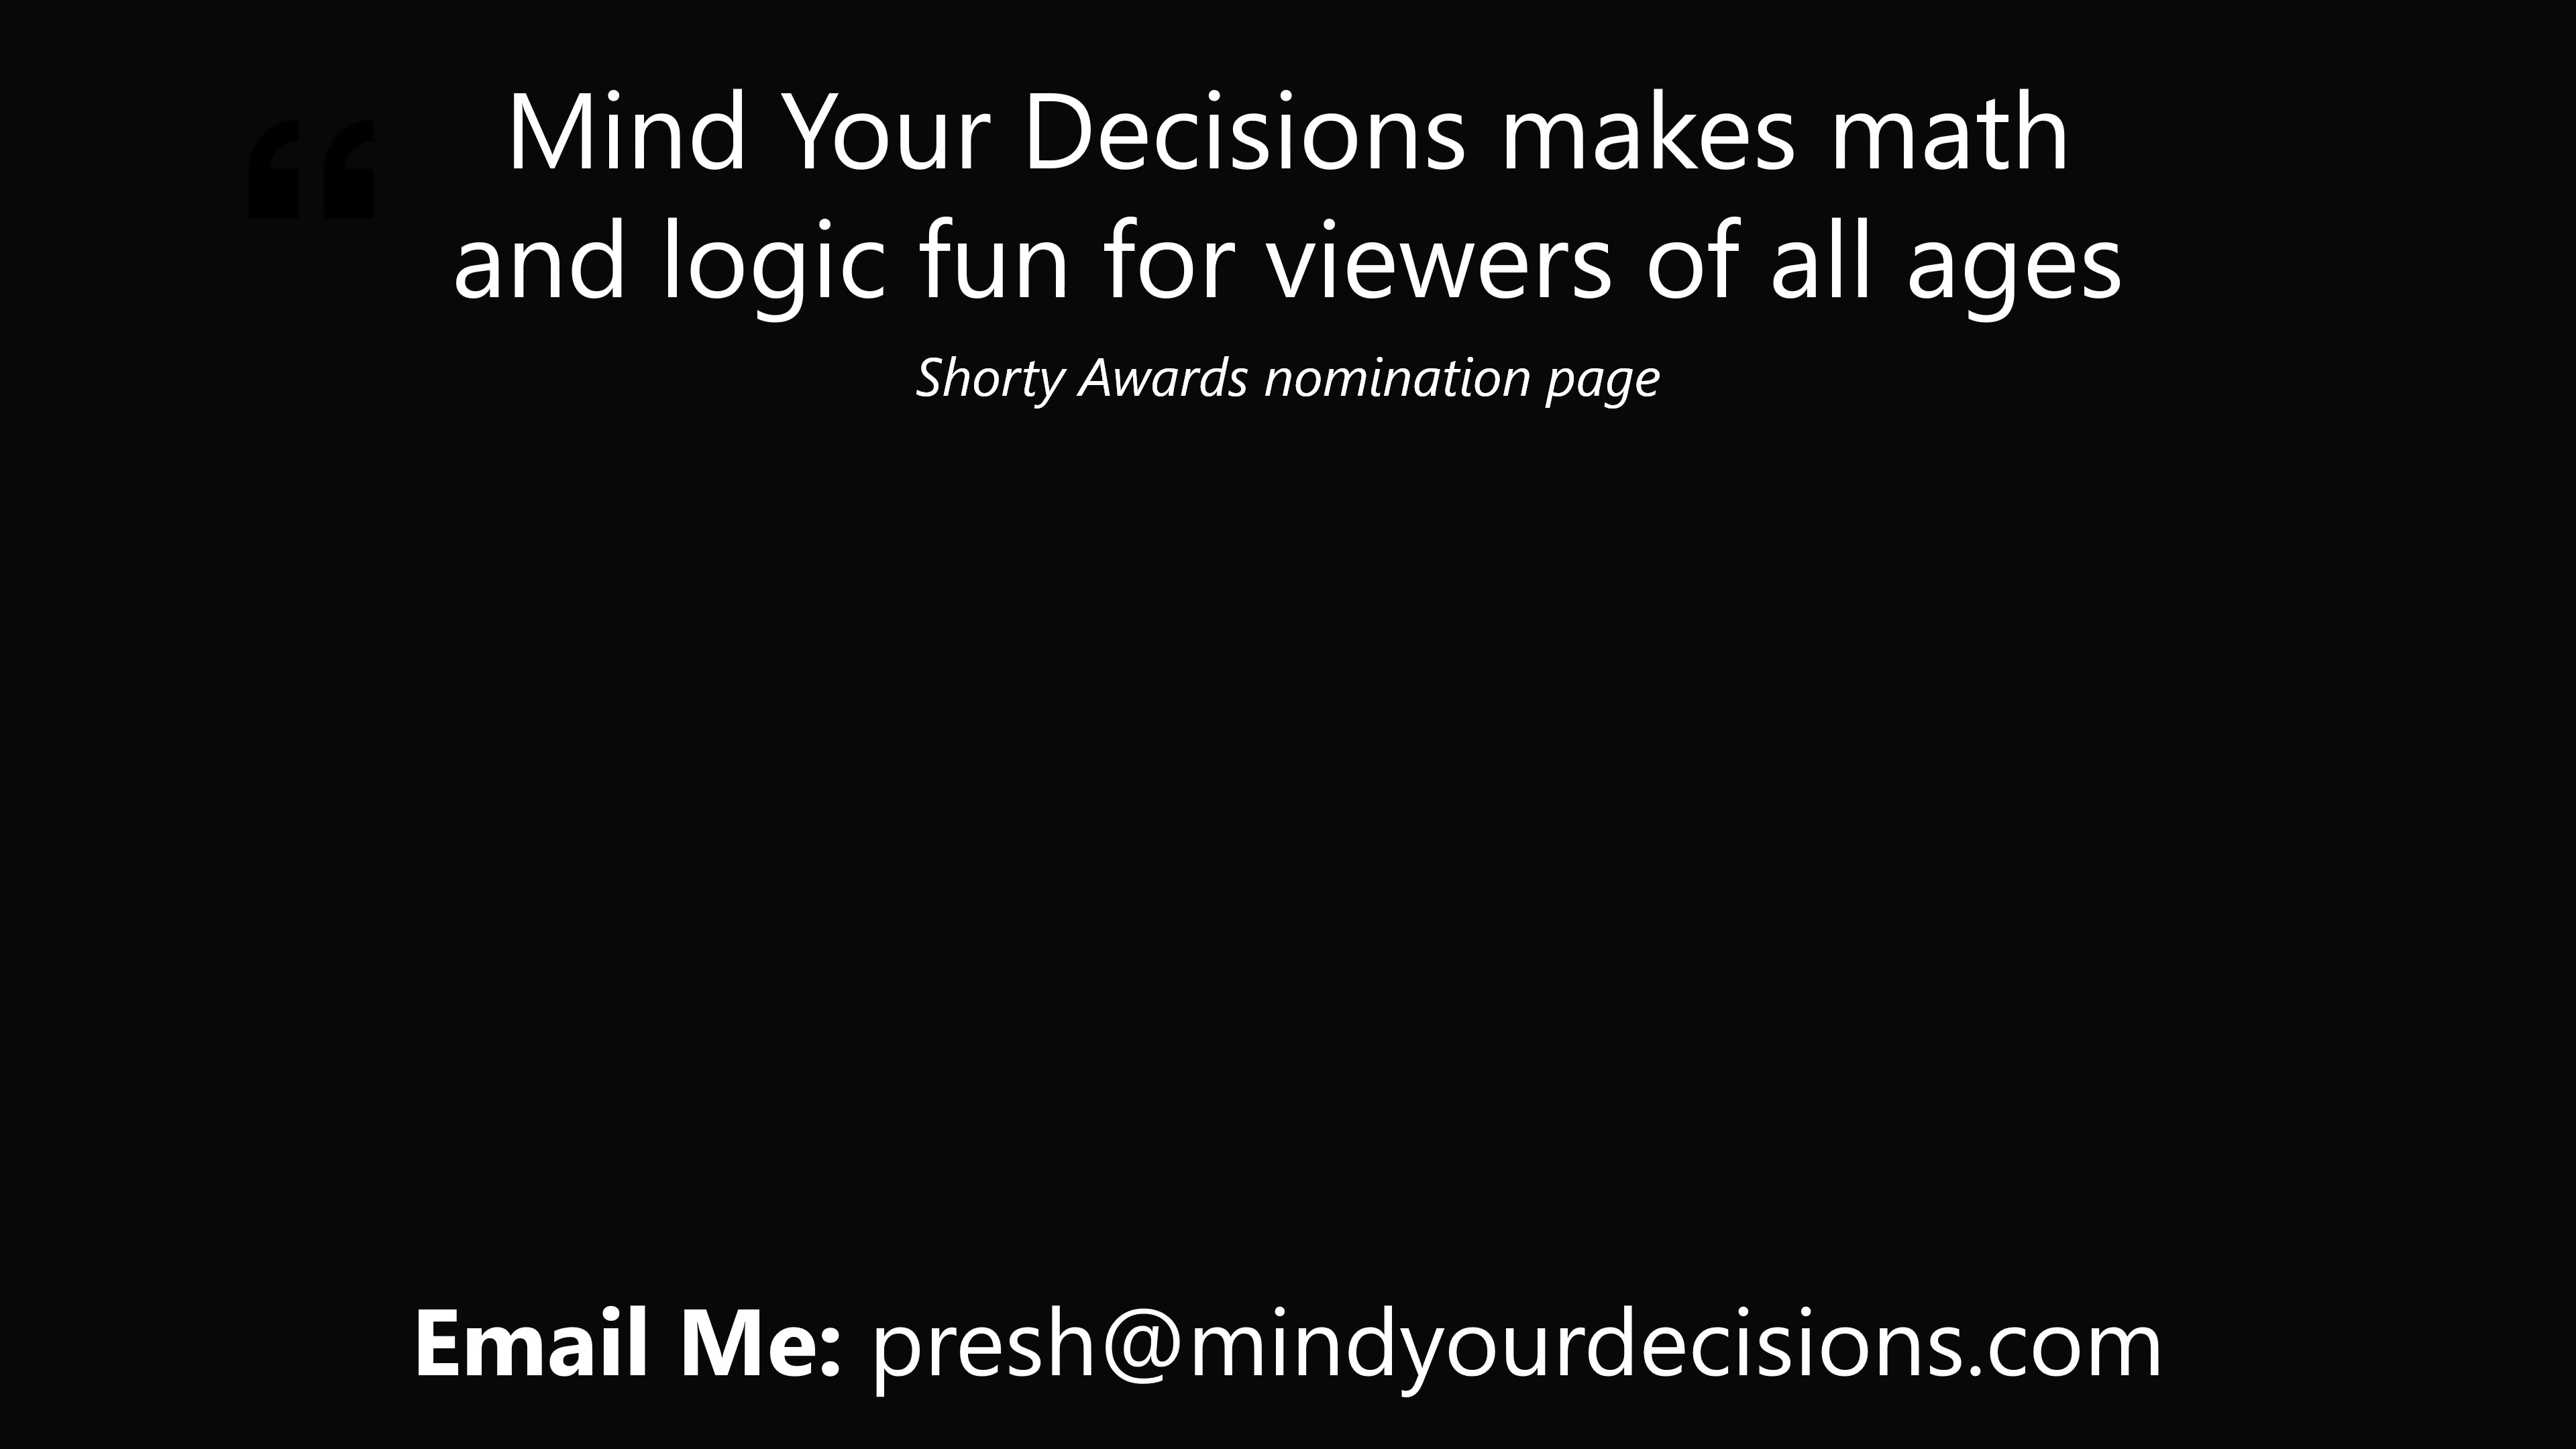 “
Mind Your Decisions makes math
and logic fun for viewers of all ages
Shorty Awards nomination page
Email Me: presh@mindyourdecisions.com